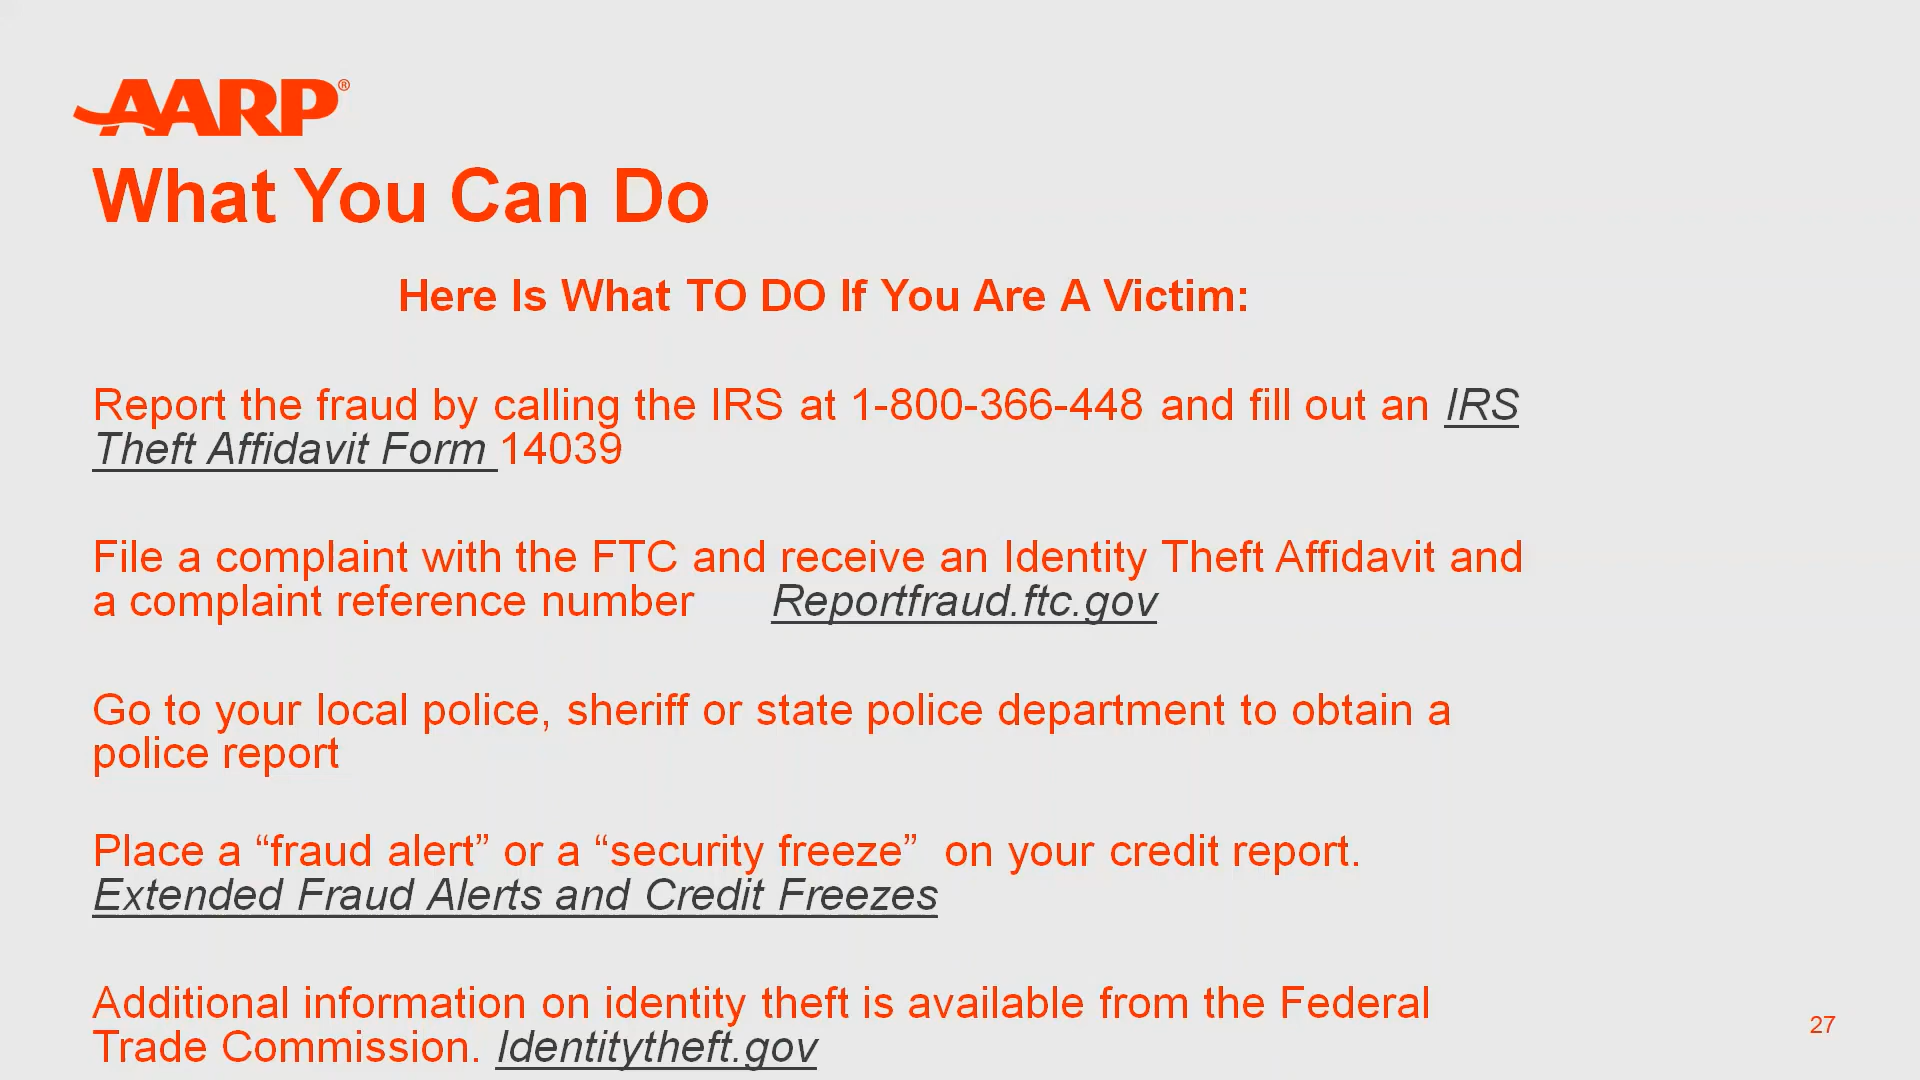 AARP®
What You Can Do
Here Is What TO DO If You Are A Victim:
Report the fraud by calling the IRS at 1-800-366-448 and fill out an IRS
Theft Affidavit Form 14039
File a complaint with the FTC and receive an Identity Theft Affidavit and
a complaint reference number Reportfraud.ftc.gov
Go to your local police, sheriff or state police department to obtain a
police report
Place a “fraud alert” or a “security freeze” on your credit report.
Extended Fraud Alerts and Credit Freezes
Additional information on identity theft is available from the Federal
Trade Commission. Identitytheft.gov
27